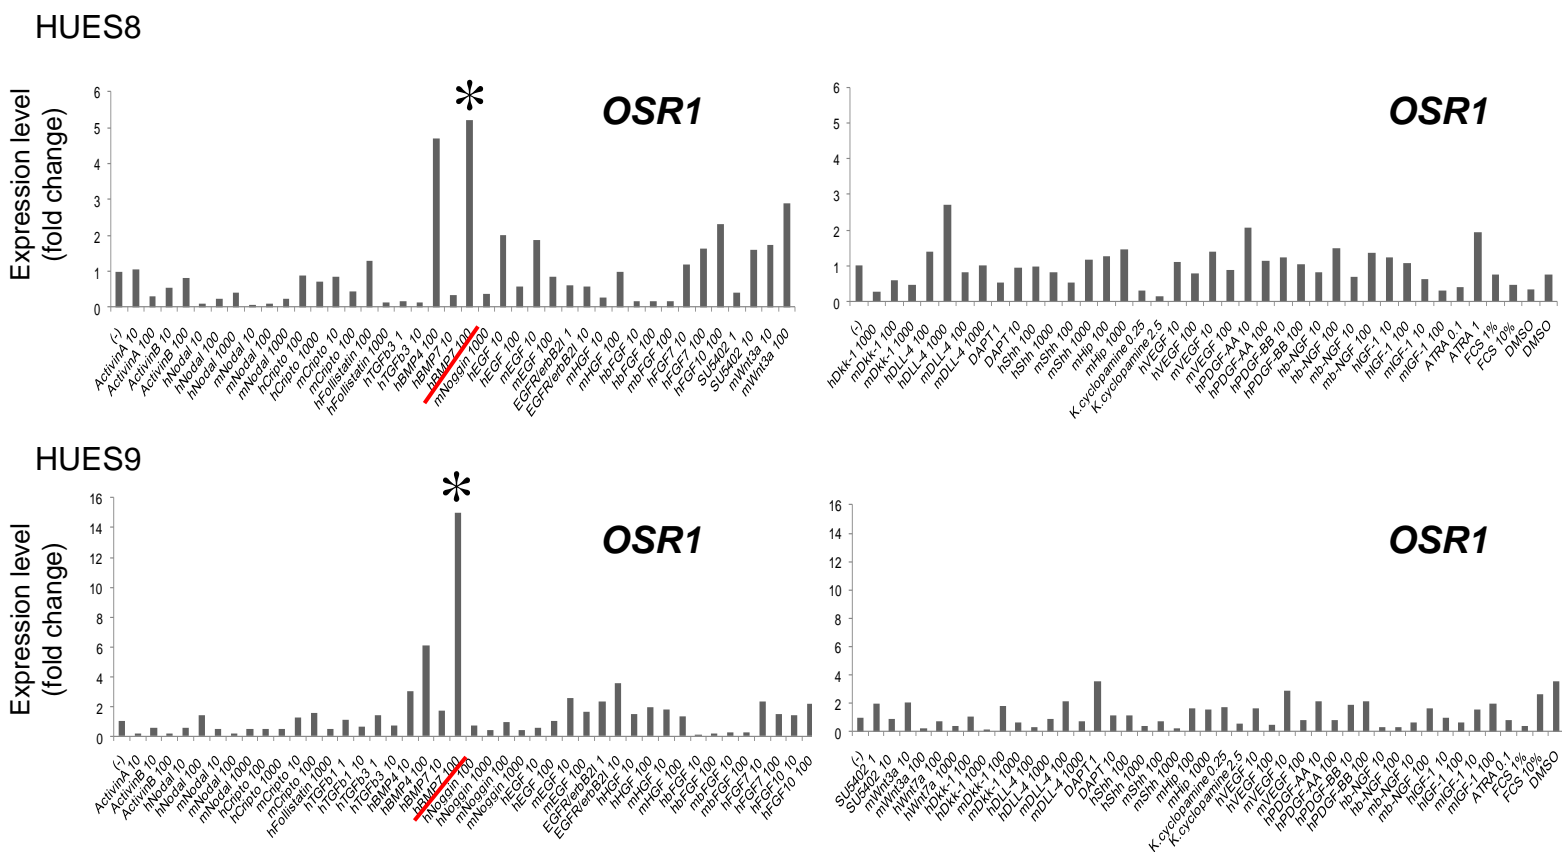 HUES8
Expression level
(fold change)
6
5
4
3
2
1
0
*
OSR1
(-)
ActivinA 10
ActivinA 100
ActivinB 10
ActivinB 100
hNodal 10
hNodal 100
hNodal 1000
mNodal 10
mNodal 100
mNodal 1000
hCripto 100
hCripto 1000
mCripto 10
mCripto 100
hFollistatin 100
hFollistatin 1000
hTGFb3 1
hTGFb3 10
hBMP4 100
hBMP7 10
hBMP7 100
mNogin 1000
hEGF 10
hEGF 100
mEGF 10
mEGF 100
EGFR/erbB2I 1
EGFR/erbB2I 10
mHGF 10
mHGF 100
hbFGF 10
hbFGF 100
mbFGF 100
hFGF7 10
hFGF7 100
hFGF10 100
SU5402 1
SU5402 10
mWnt3a 10
mWnt3a 100
6
5
4
3
2
1
0
OSR1
(-)
hDkk-1 1000
mDkk-1 100
mDkk-1 1000
hDLL-4 100
hDLL-4 1000
mDLL-4 100
mDLL-4 1000
DAPT 1
DAPT 10
hShh 100
hShh 1000
mShh 100
mShh 1000
mHip 100
mHip 1000
K.cyclopamine 0.25
K.cyclopamine 2.5
hVEGF 10
hVEGF 100
mVEGF 10
mVEGF 100
hPDGF-AA 10
hPDGF-AA 100
hPDGF-BB 10
hPDGF-BB 100
hb-NGF 10
hb-NGF 100
mb-NGF 10
mb-NGF 100
hIGF-1 10
hIGF-1 100
mIGF-1 10
mIGF-1 100
ATRA 0.1
ATRA 1
FCS 1%
FCS 10%
DMSO
DMSO
HUES9
Expression level
(fold change)
16
14
12
10
8
6
4
2
0
*
OSR1
(-)
ActivinA 10
ActivinB 10
ActivinB 100
hNodal 10
hNodal 100
mNodal 10
mNodal 100
mNodal 1000
hCripto 100
hCripto 1000
mCripto 10
mCripto 100
hFollistatin 1000
hTGFb1 1
hTGFb1 10
hTGFb3 1
hTGFb3 10
hBMP4 10
hBMP4 100
hBMP7 10
hBMP7 100
hNoggin 100
hNoggin 1000
mNoggin 100
mNoggin 1000
hEGF 10
hEGF 100
mEGF 10
mEGF 100
EGFR/erbB2I 1
EGFR/erbB2I 10
hHGF 10
hHGF 100
mHGF 10
mHGF 100
hbFGF 10
hbFGF 100
mbFGF 10
mbFGF 100
hFGF7 10
hFGF7 100
hFGF10 10
hFGF10 100
16
14
12
10
8
6
4
2
0
OSR1
(-)
SU5402 1
SU5402 10
mWnt3a 10
mWnt3a 100
hWnt7a 100
hWnt7a 1000
hDkk-1 100
hDkk-1 1000
mDkk-1 100
mDkk-1 1000
hDLL-4 100
hDLL-4 1000
mDLL-4 100
mDLL-4 1000
DAPT 1
DAPT 10
hShh 100
hShh 1000
mShh 100
mShh 1000
mHip 100
mHip 1000
K.cyclopamine 0.25
K.cyclopamine 2.5
hVEGF 10
hVEGF 100
mVEGF 10
mVEGF 100
hPDGF-AA 10
hPDGF-AA 100
hPDGF-BB 10
hPDGF-BB 100
hb-NGF 10
hb-NGF 100
mb-NGF 10
mb-NGF 100
hIGF-1 10
hIGF-1 100
mIGF-1 10
mIGF-1 100
ATRA 0.1
FCS 1%
FCS 10%
DMSO